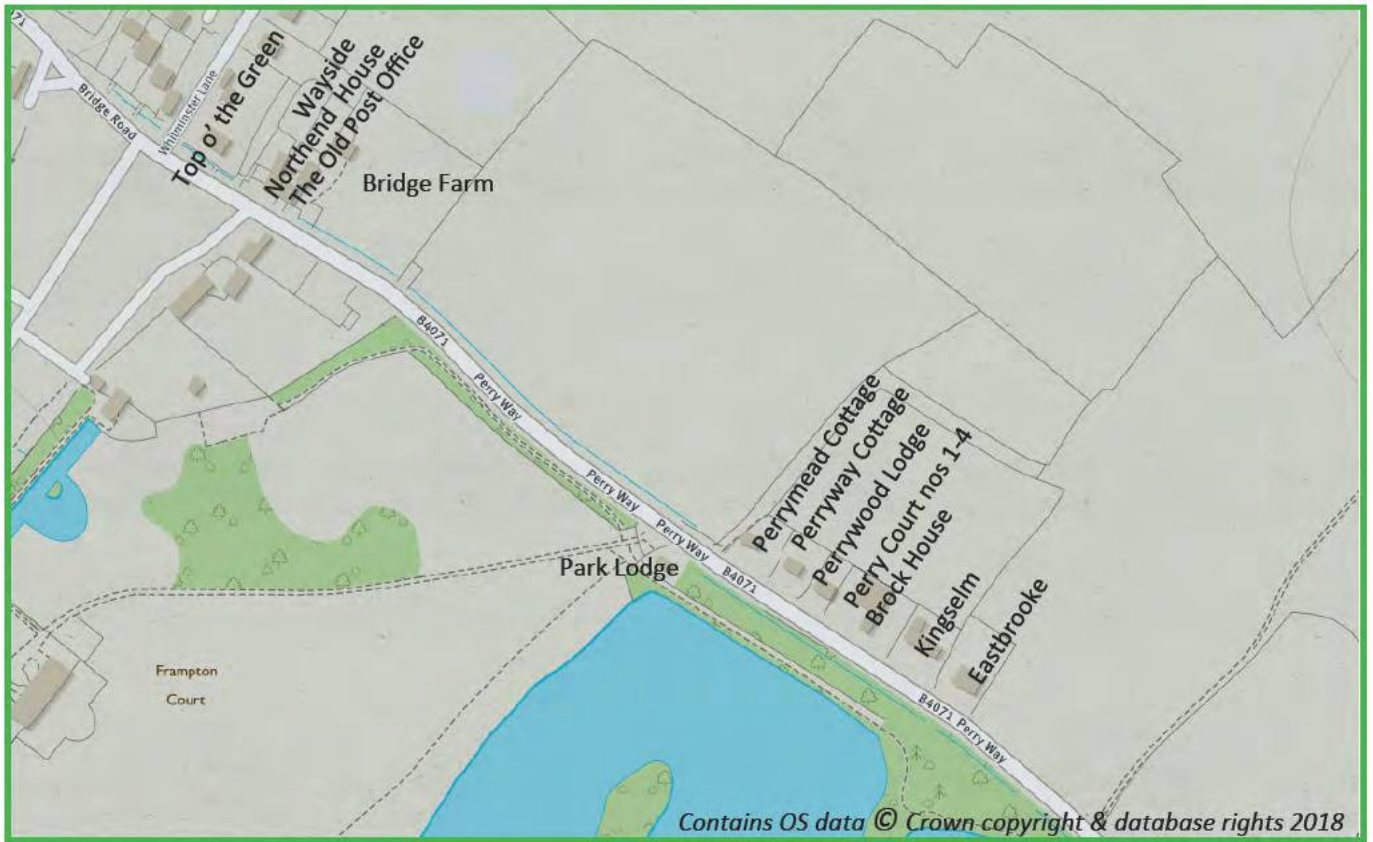 71
Bridge Road
Whitminster Lane
Top o' the Green
Wayside
Northend House
The Old Post Office
Bridge Farm
B4071
Perry Way
Perry Way
Perry Way
B4071
Perrymead Cottage
Perryway Cottage
Perrywood Lodge
Perry Court nos 1-4
Brock House
Kingselm
Eastbrooke
Park Lodge
B4071 Perry Way
Frampton
Court
Contains OS data © Crown copyright & database rights 2018